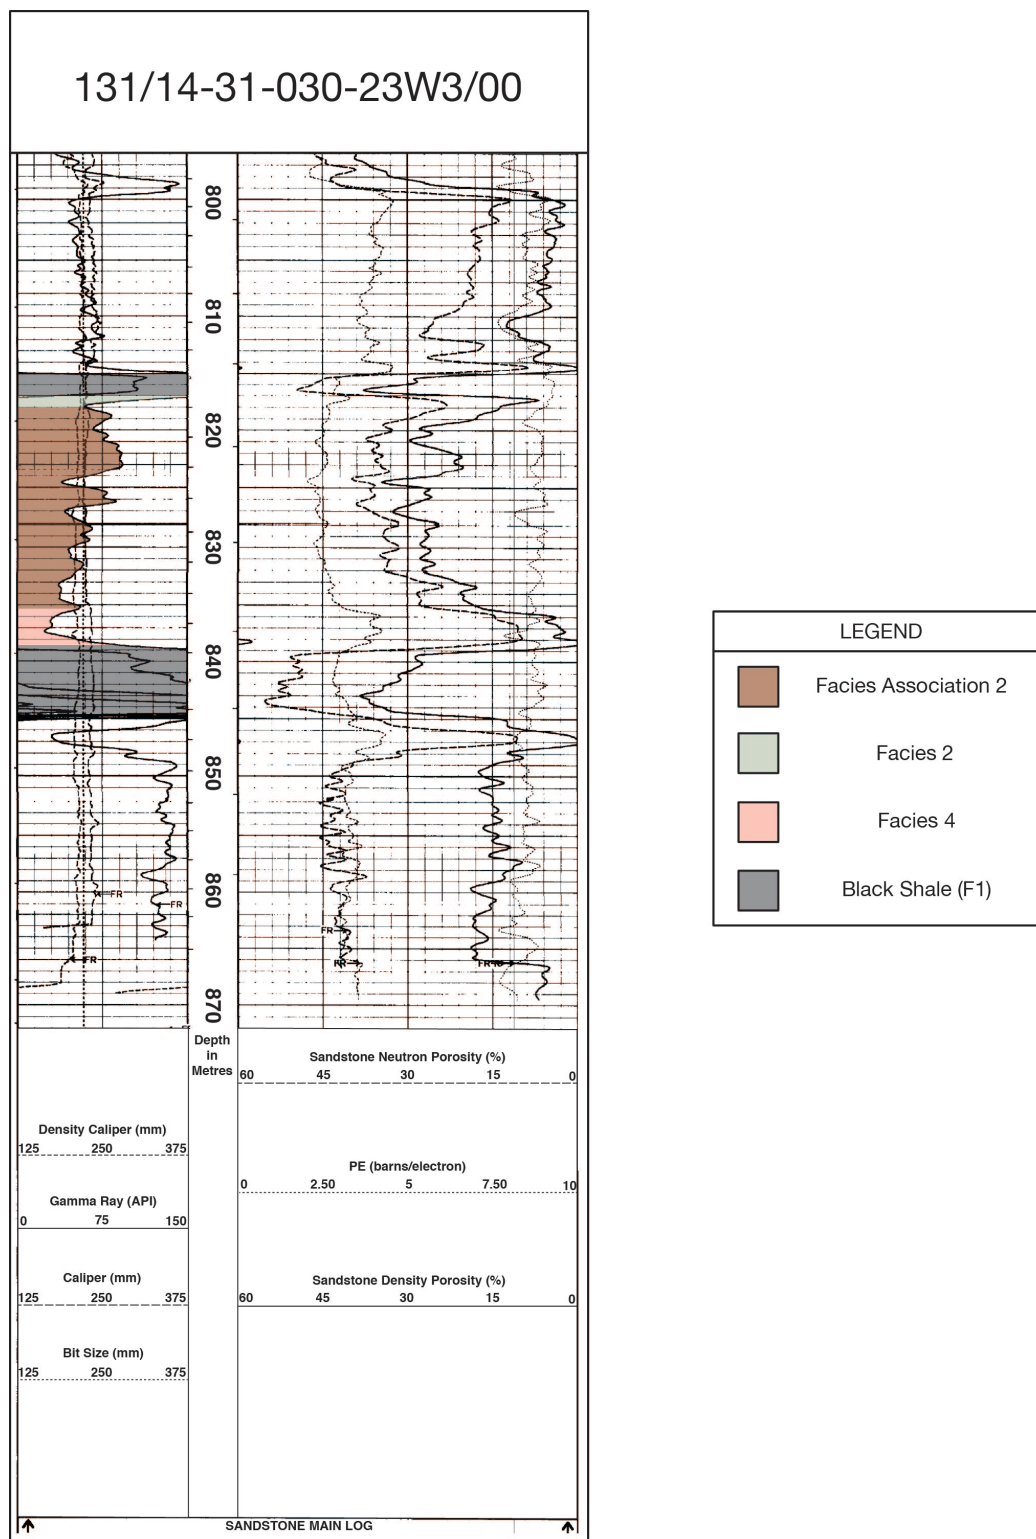 131/14-31-030-23W3/00
800
810
820
830
840
850
860
870
FR
FR
FR
FR
FR
FR
Depth
in
Metres
Density Caliper (mm)
125 250 375
Gamma Ray (API)
0 75 150
Caliper (mm)
125 250 375
Bit Size (mm)
125 250 375
Sandstone Neutron Porosity (%)
60 45 30 15 0
PE (barns/electron)
0 2.50 5 7.50 10
Sandstone Density Porosity (%)
60 45 30 15 0
SANDSTONE MAIN LOG
LEGEND
Facies Association 2
Facies 2
Facies 4
Black Shale (F1)